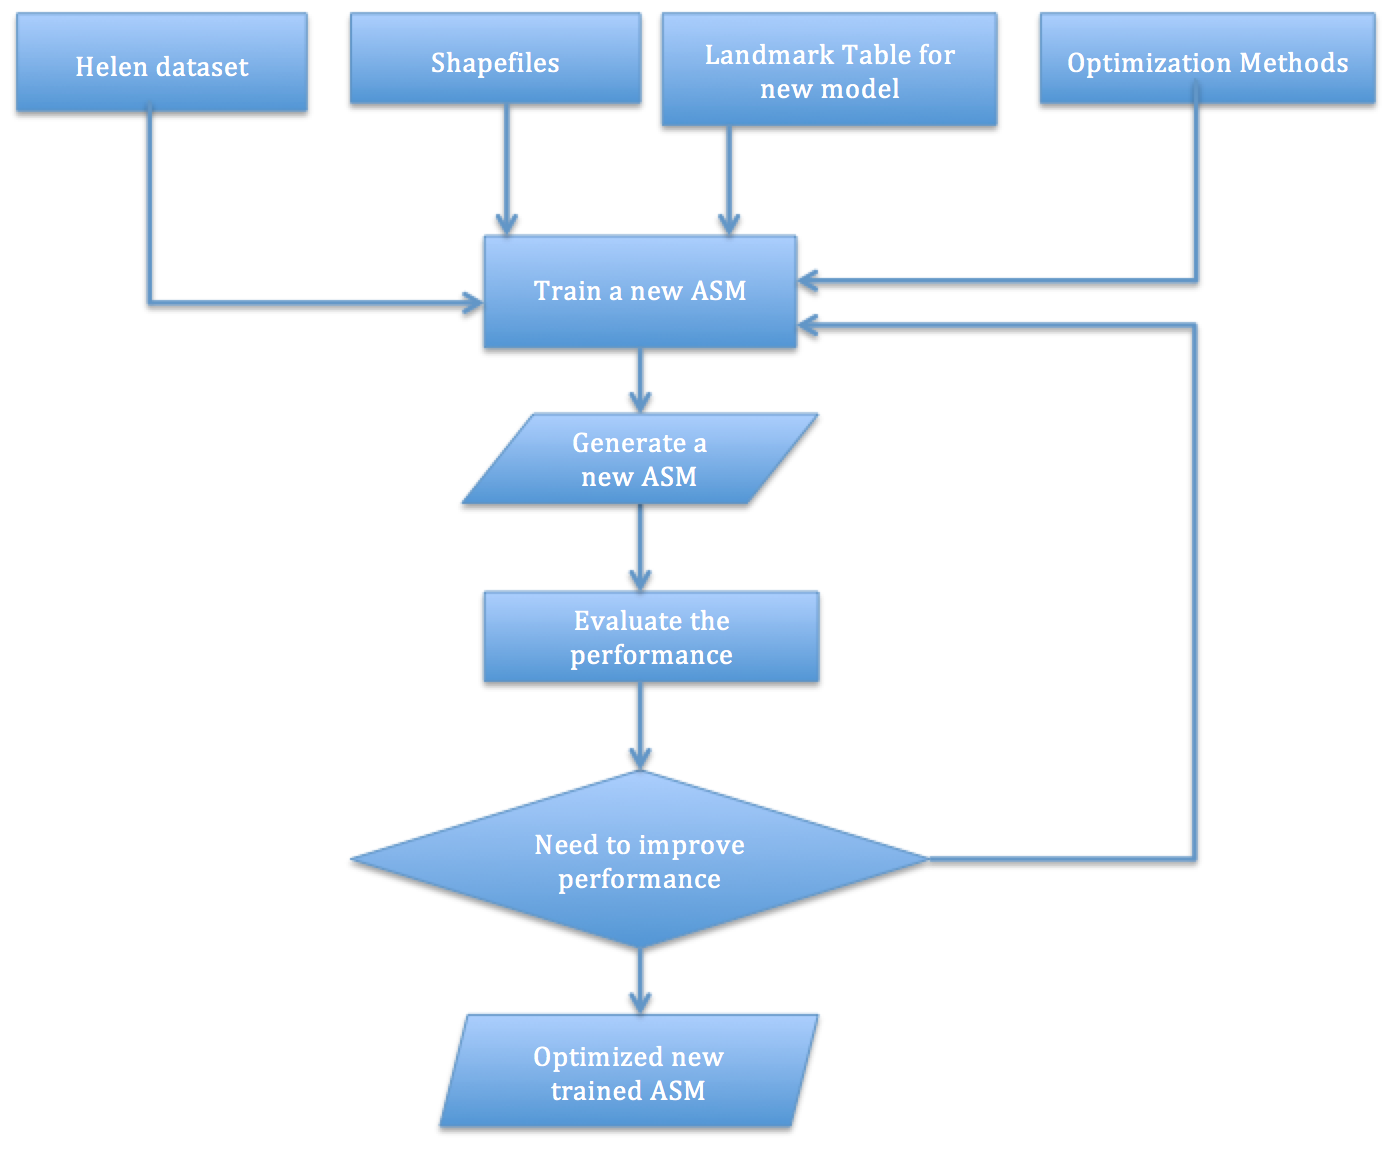 Helen dataset
Shapefiles
Landmark Table for
new model
Optimization Methods
Train a new ASM
Generate a
new ASM
Evaluate the
performance
Need to improve
performance
Optimized new
trained ASM